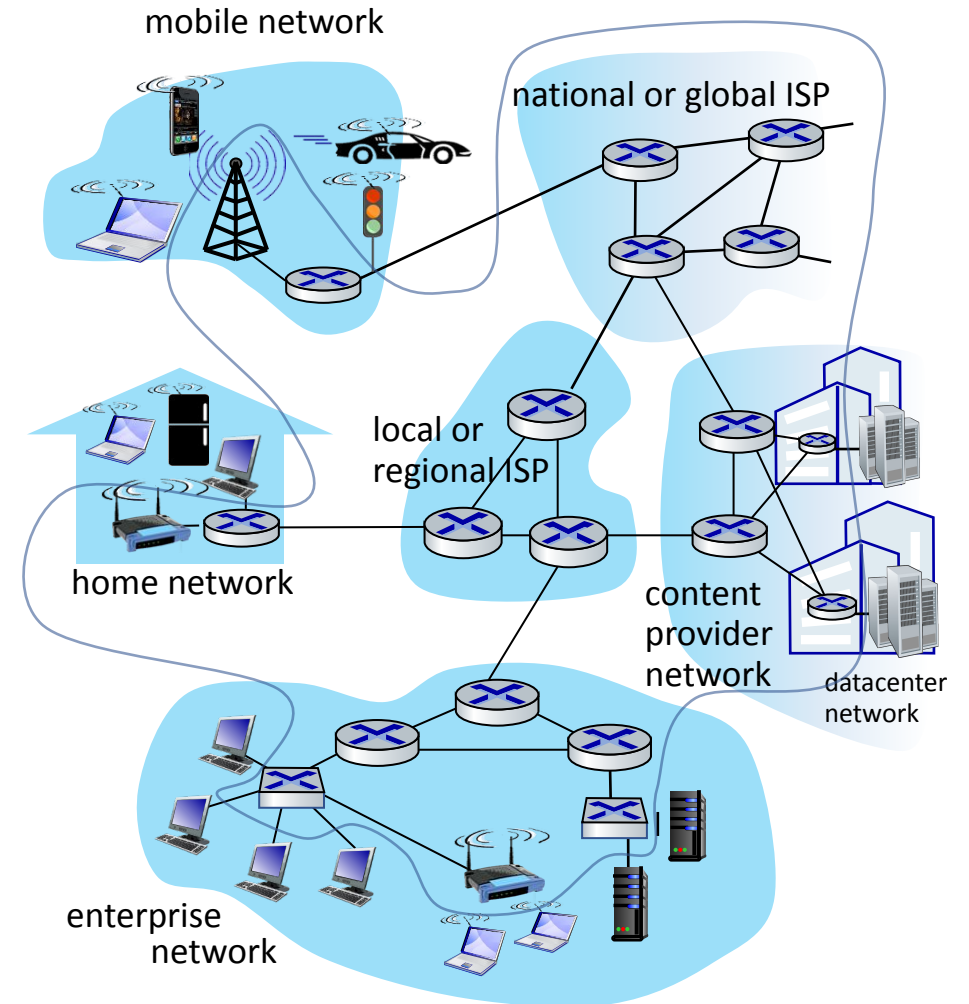 mobile network
national or global ISP
local or
regional ISP
home network
content
provider
network
datacenter
network
enterprise
network